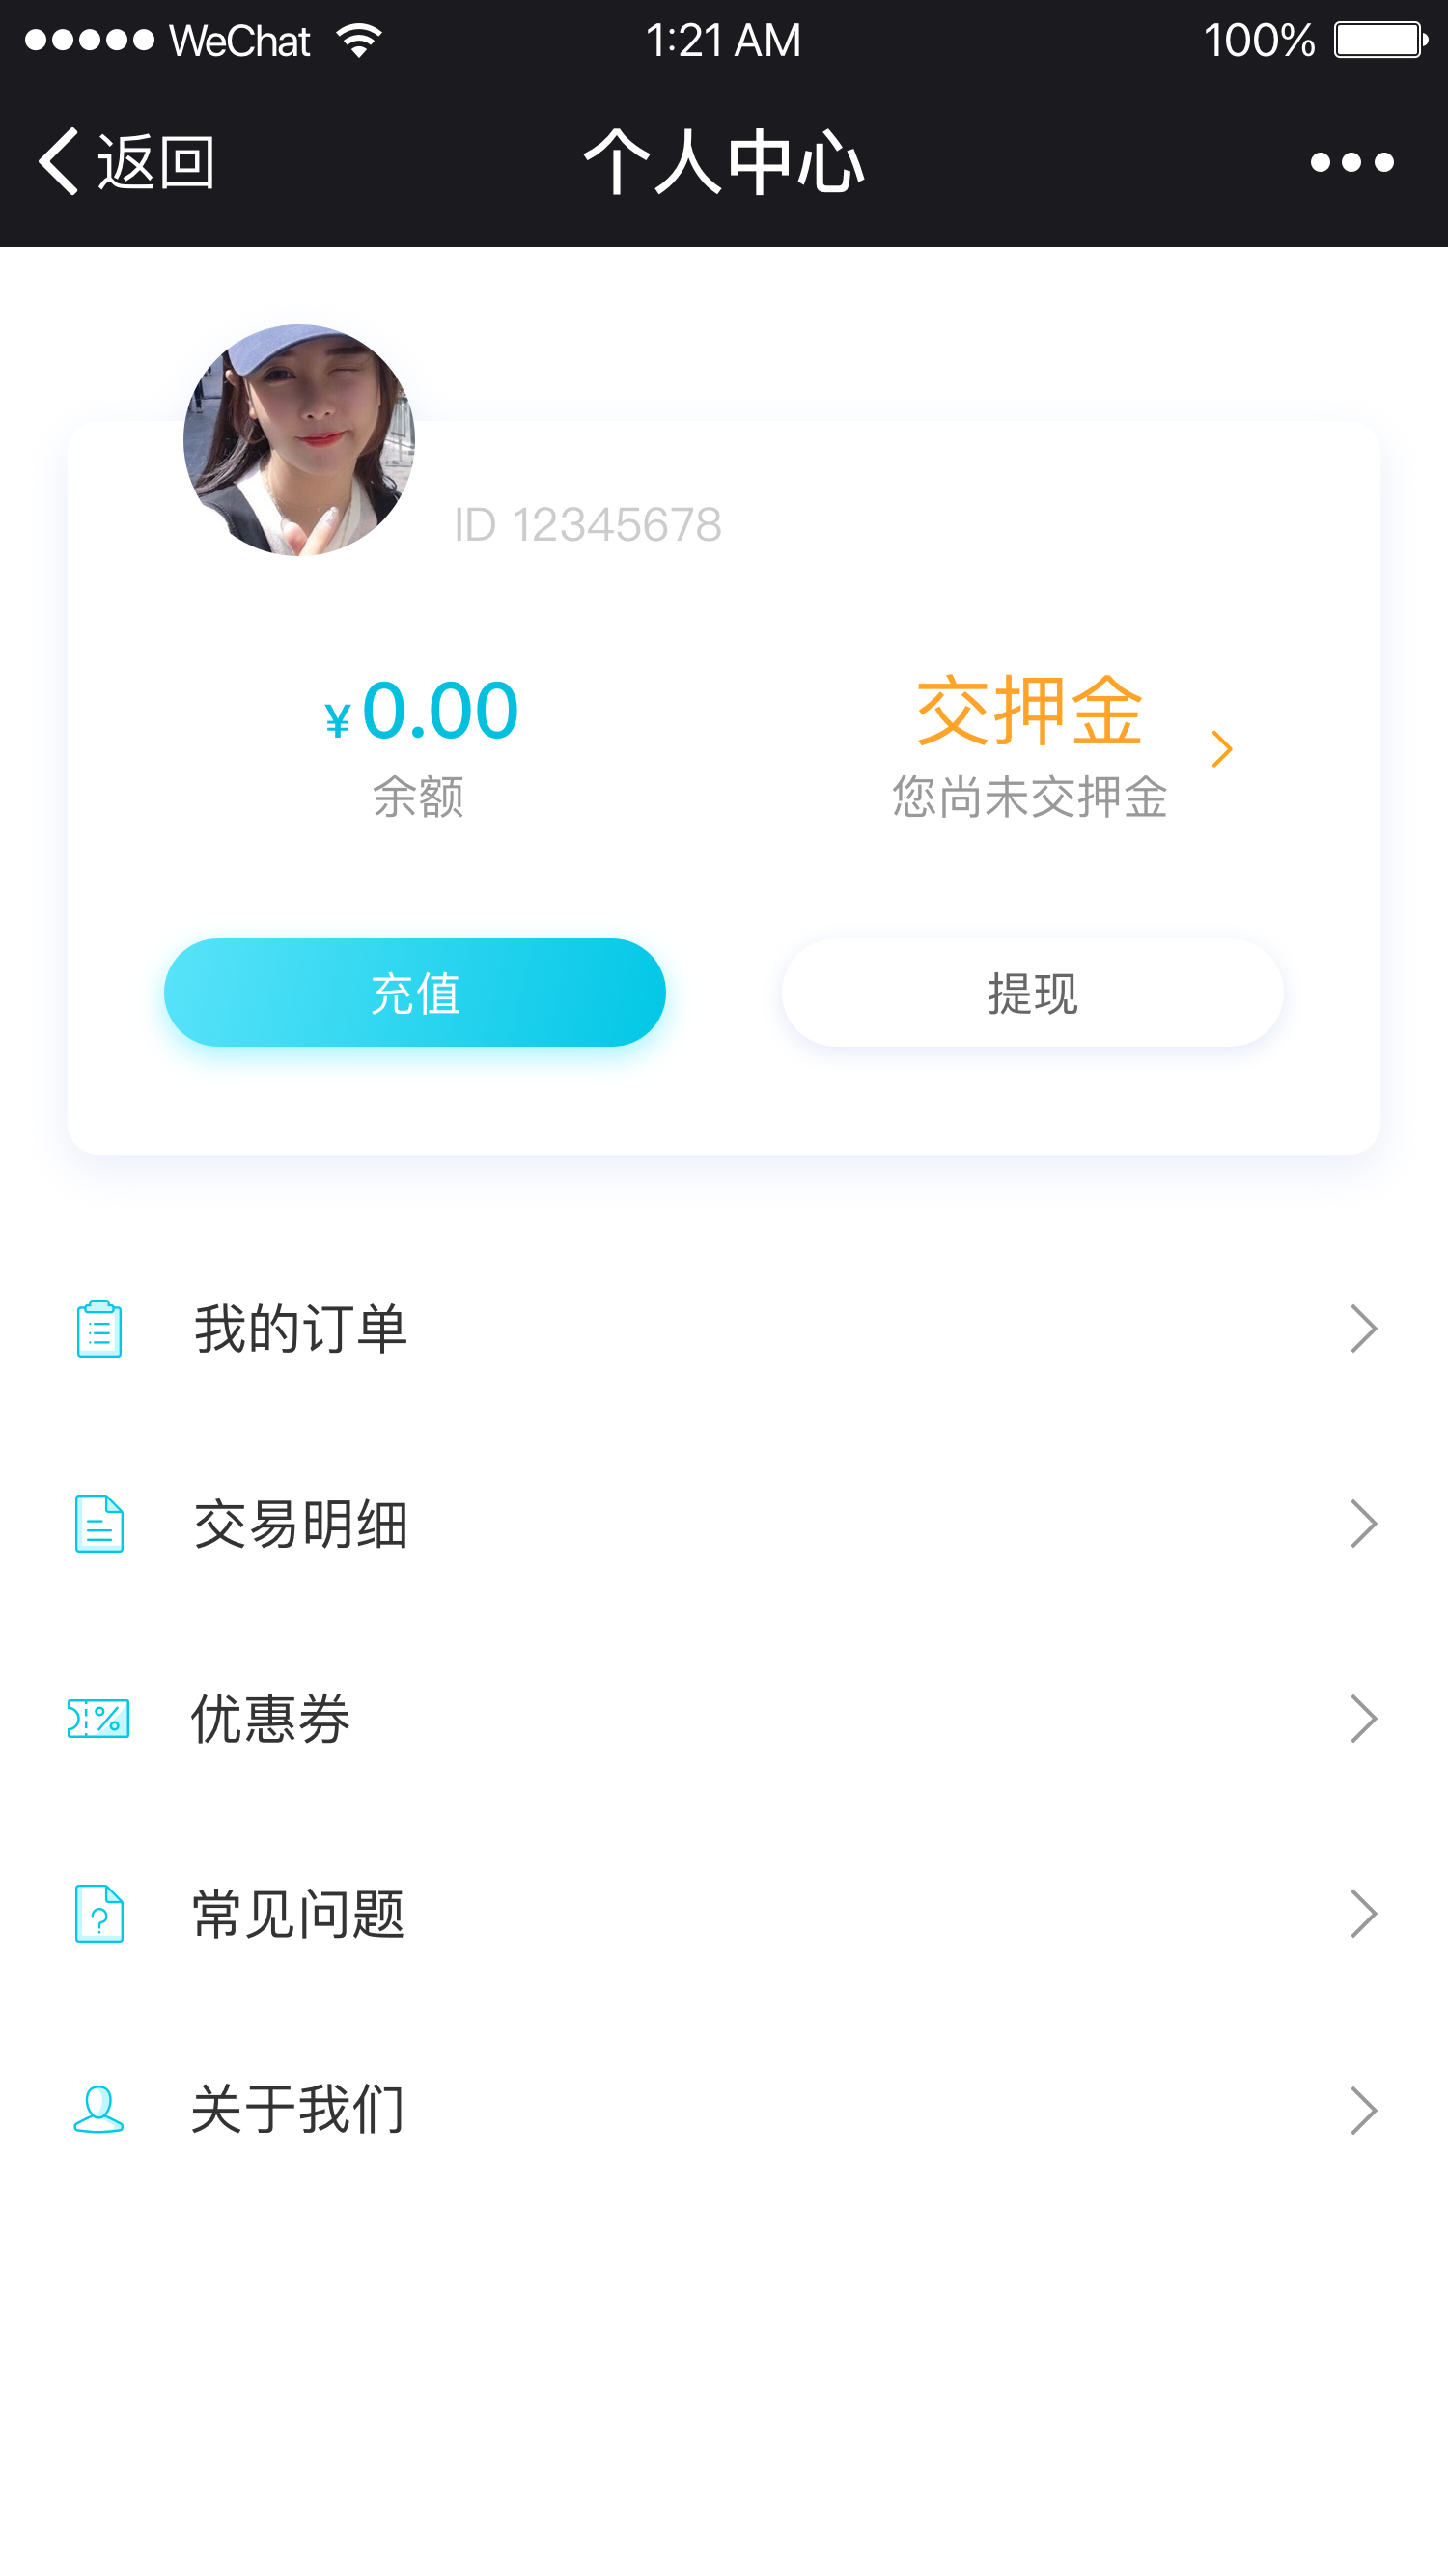 WeChat 1:21 AM 100%
返回 个人中心
ID 12345678
¥ 0.00 交押金
余额 您尚未交押金
充值 提现
我的订单
交易明细
优惠券
常见问题
关于我们